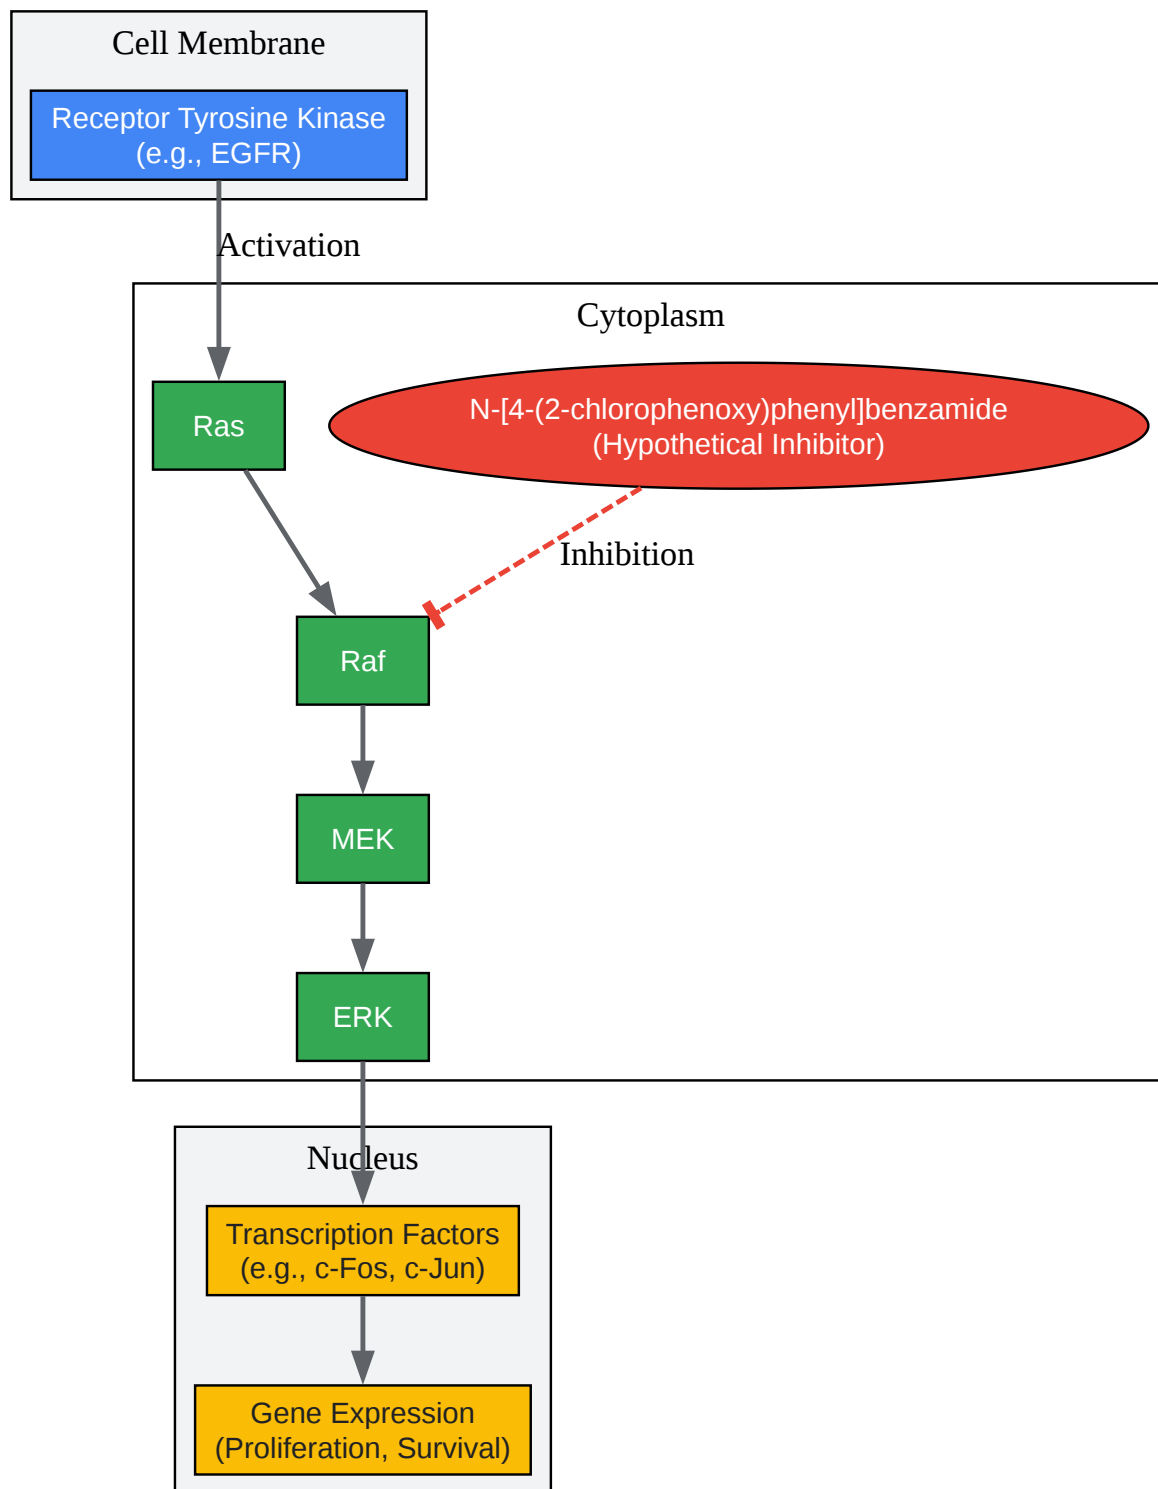 Cell Membrane
Receptor Tyrosine Kinase
(e.g., EGFR)
Activation
Cytoplasm
Ras
N-[4-(2-chlorophenoxy)phenyl]benzamide
(Hypothetical Inhibitor)
Inhibition
Raf
MEK
ERK
Nucleus
Transcription Factors
(e.g., c-Fos, c-Jun)
Gene Expression
(Proliferation, Survival)